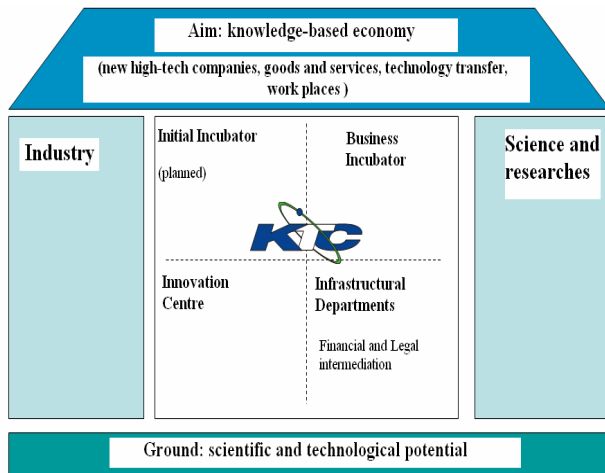 Aim: knowledge-based economy
(new high-tech companies, goods and services, technology transfer,
work places )
Industry
Initial Incubator
(planned)
Business
Incubator
Science and
researches
KTC
Innovation
Centre
Infrastructural
Departments
Financial and Legal
intermediation
Ground: scientific and technological potential